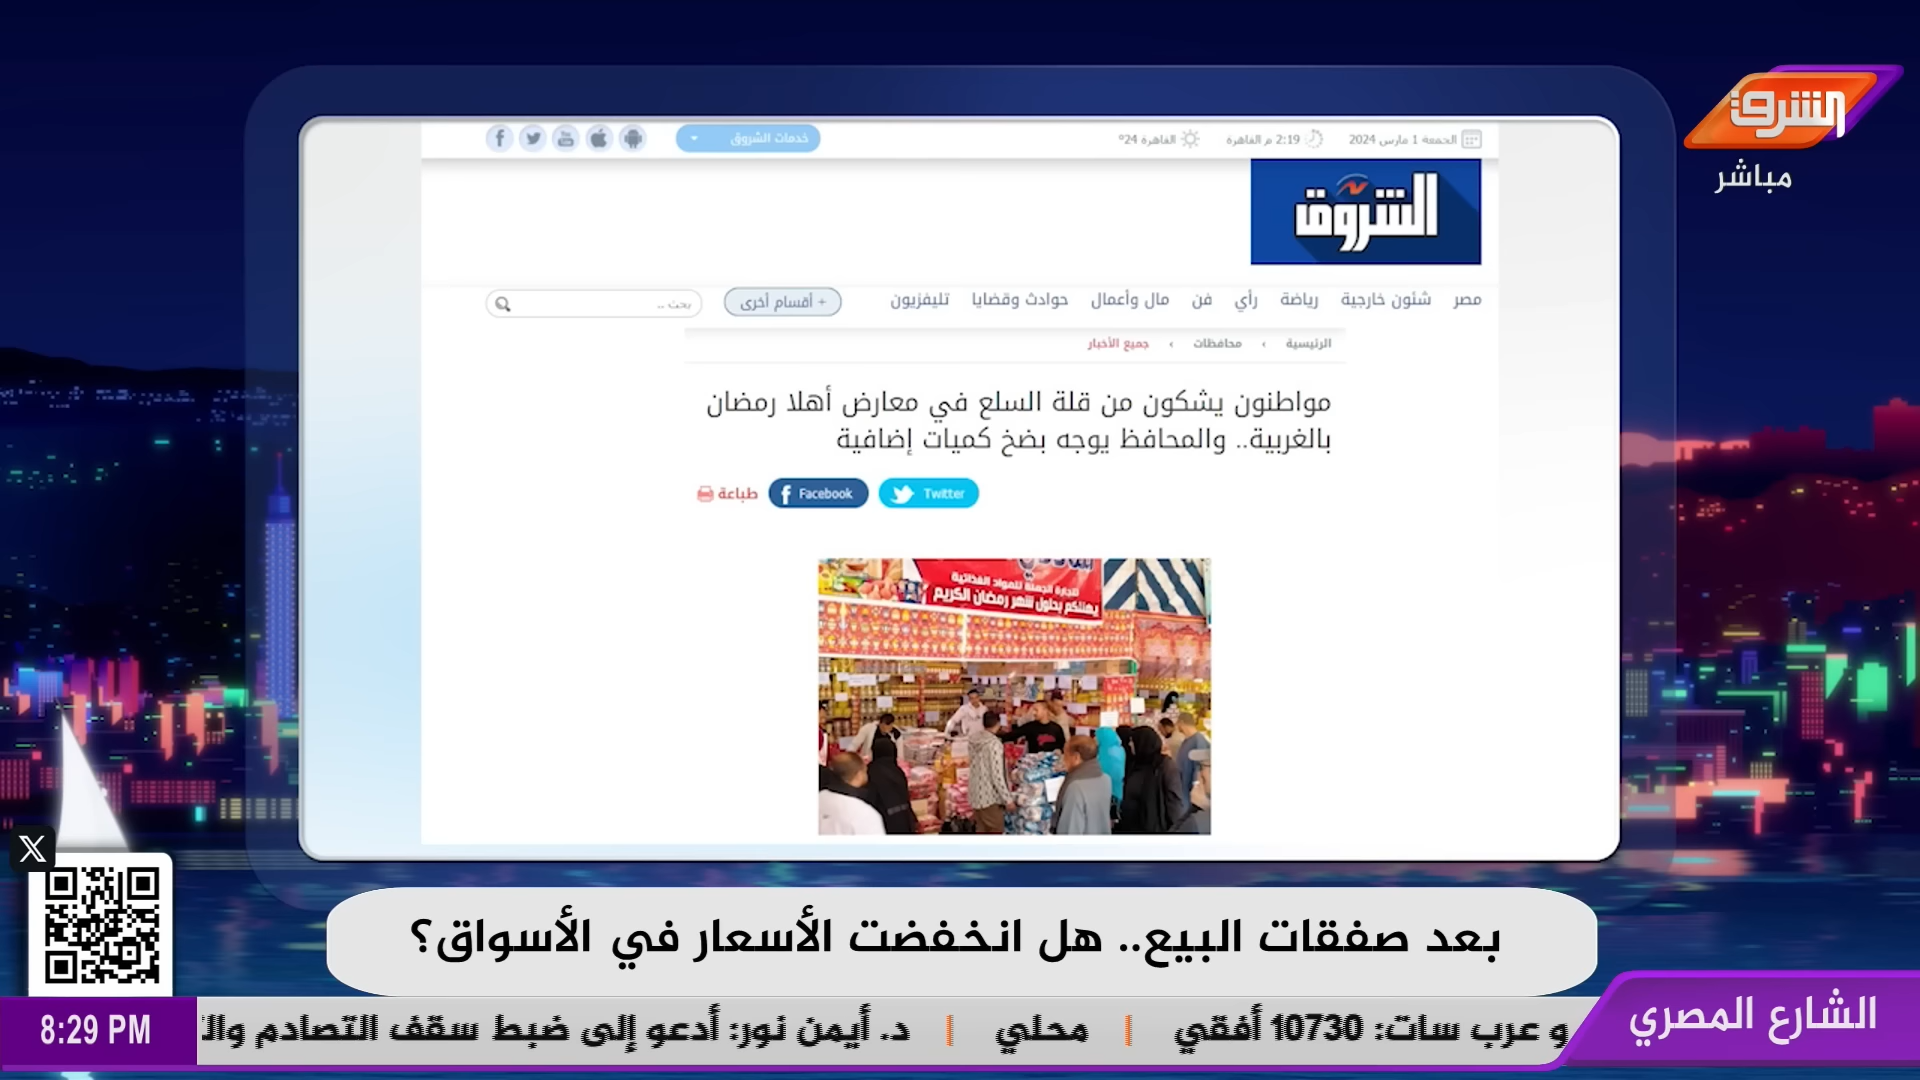 الشرق
مباشر
الجمعة 1 مارس 2024
2:19 م القاهرة
القاهرة 24°
خدمات الشروق
الشروق
مصر شئون خارجية رياضة رأي فن مال وأعمال حوادث وقضايا تليفزيون + أقسام أخرى بحث ..
الرئيسية › محافظات › جميع الأخبار
مواطنون يشكون من قلة السلع في معارض أهلا رمضان
بالغربية.. والمحافظ يوجه بضخ كميات إضافية
Twitter
Facebook
طباعة
لتجارة الجملة للمواد الغذائية
يهنئكم بحلول شهر رمضان الكريم
بعد صفقات البيع.. هل انخفضت الأسعار في الأسواق؟
الشارع المصري
و عرب سات: 10730 أفقي | محلي | د. أيمن نور: أدعو إلى ضبط سقف التصادم
8:29 PM